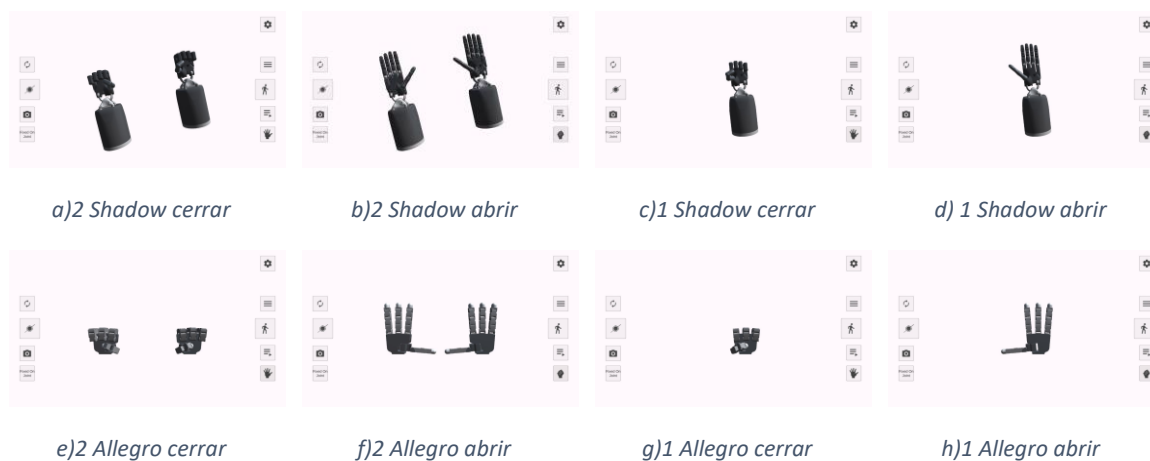 a)2 Shadow cerrar
b)2 Shadow abrir
c)1 Shadow cerrar
d) 1 Shadow abrir
e)2 Allegro cerrar
f)2 Allegro abrir
g)1 Allegro cerrar
h)1 Allegro abrir